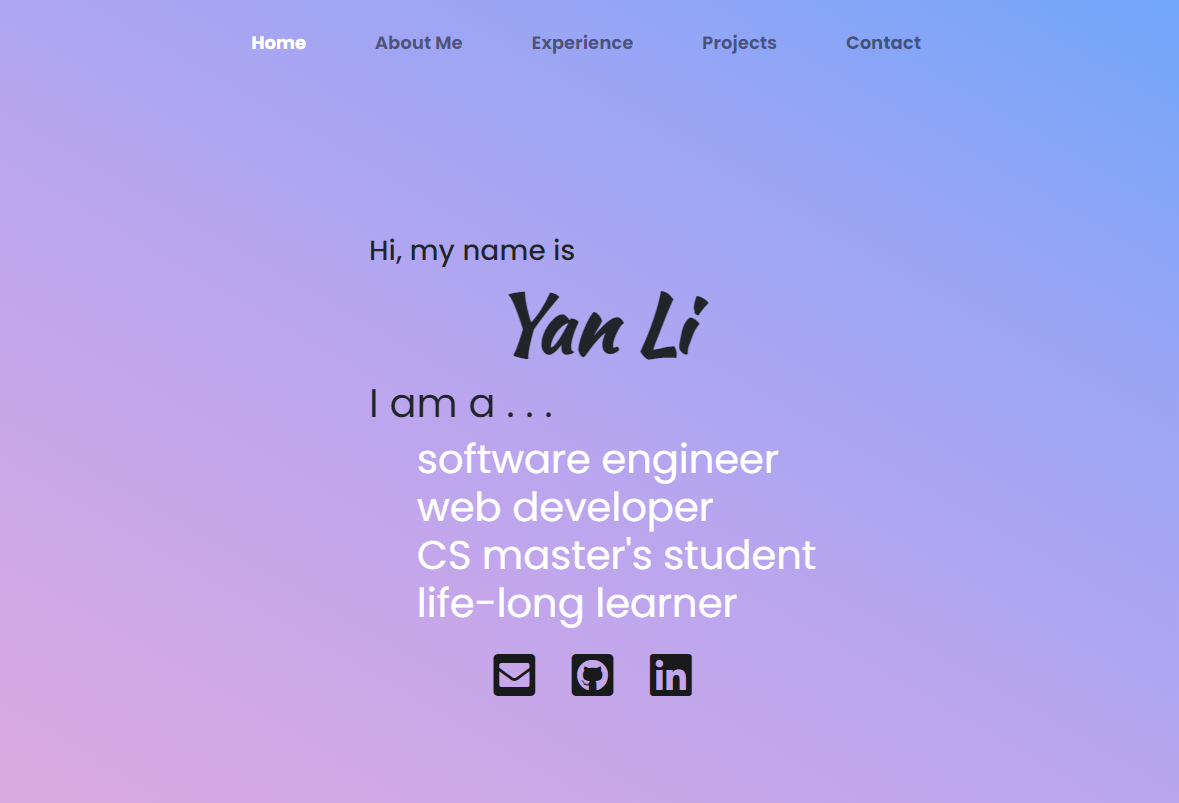 Home About Me Experience Projects Contact
Hi, my name is
Yan Li
I am a . . .
software engineer
web developer
CS master's student
life-long learner
in